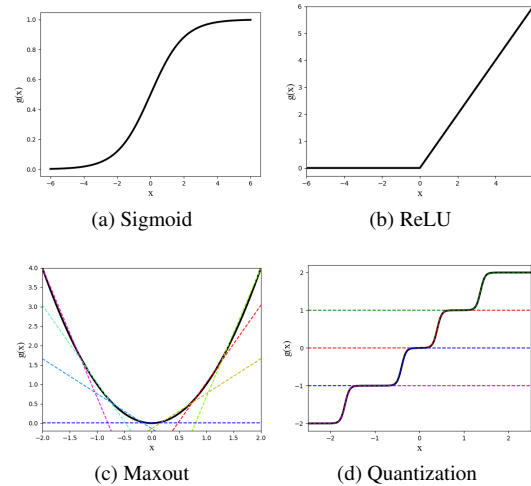 1.0
0.8
0.6
0.4
0.2
0.0
g(x)
−6 −4 −2 0 2 4 6
x
(a) Sigmoid
6
5
4
3
2
1
0
g(x)
−6 −4 −2 0 2 4
x
(b) ReLU
4.0
3.5
3.0
2.5
2.0
1.5
1.0
0.5
0.0
g(x)
−2.0 −1.5 −1.0 −0.5 0.0 0.5 1.0 1.5 2.0
x
(c) Maxout
2
1
0
−1
−2
g(x)
−2 −1 0 1 2
x
(d) Quantization